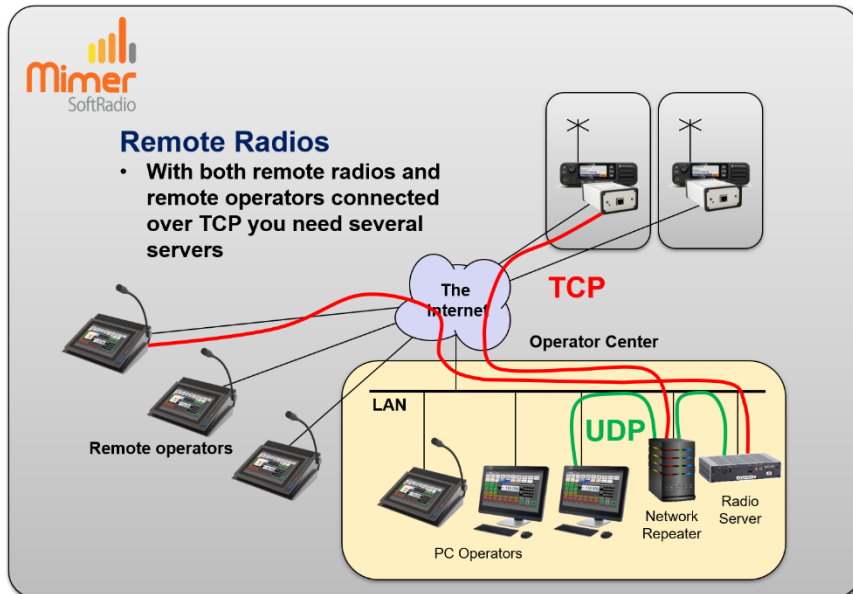 Mimer
SoftRadio
Remote Radios
• With both remote radios and
remote operators connected
over TCP you need several
servers
The
Internet
TCP
Operator Center
LAN
UDP
Remote operators
PC Operators
Network
Repeater
Radio
Server